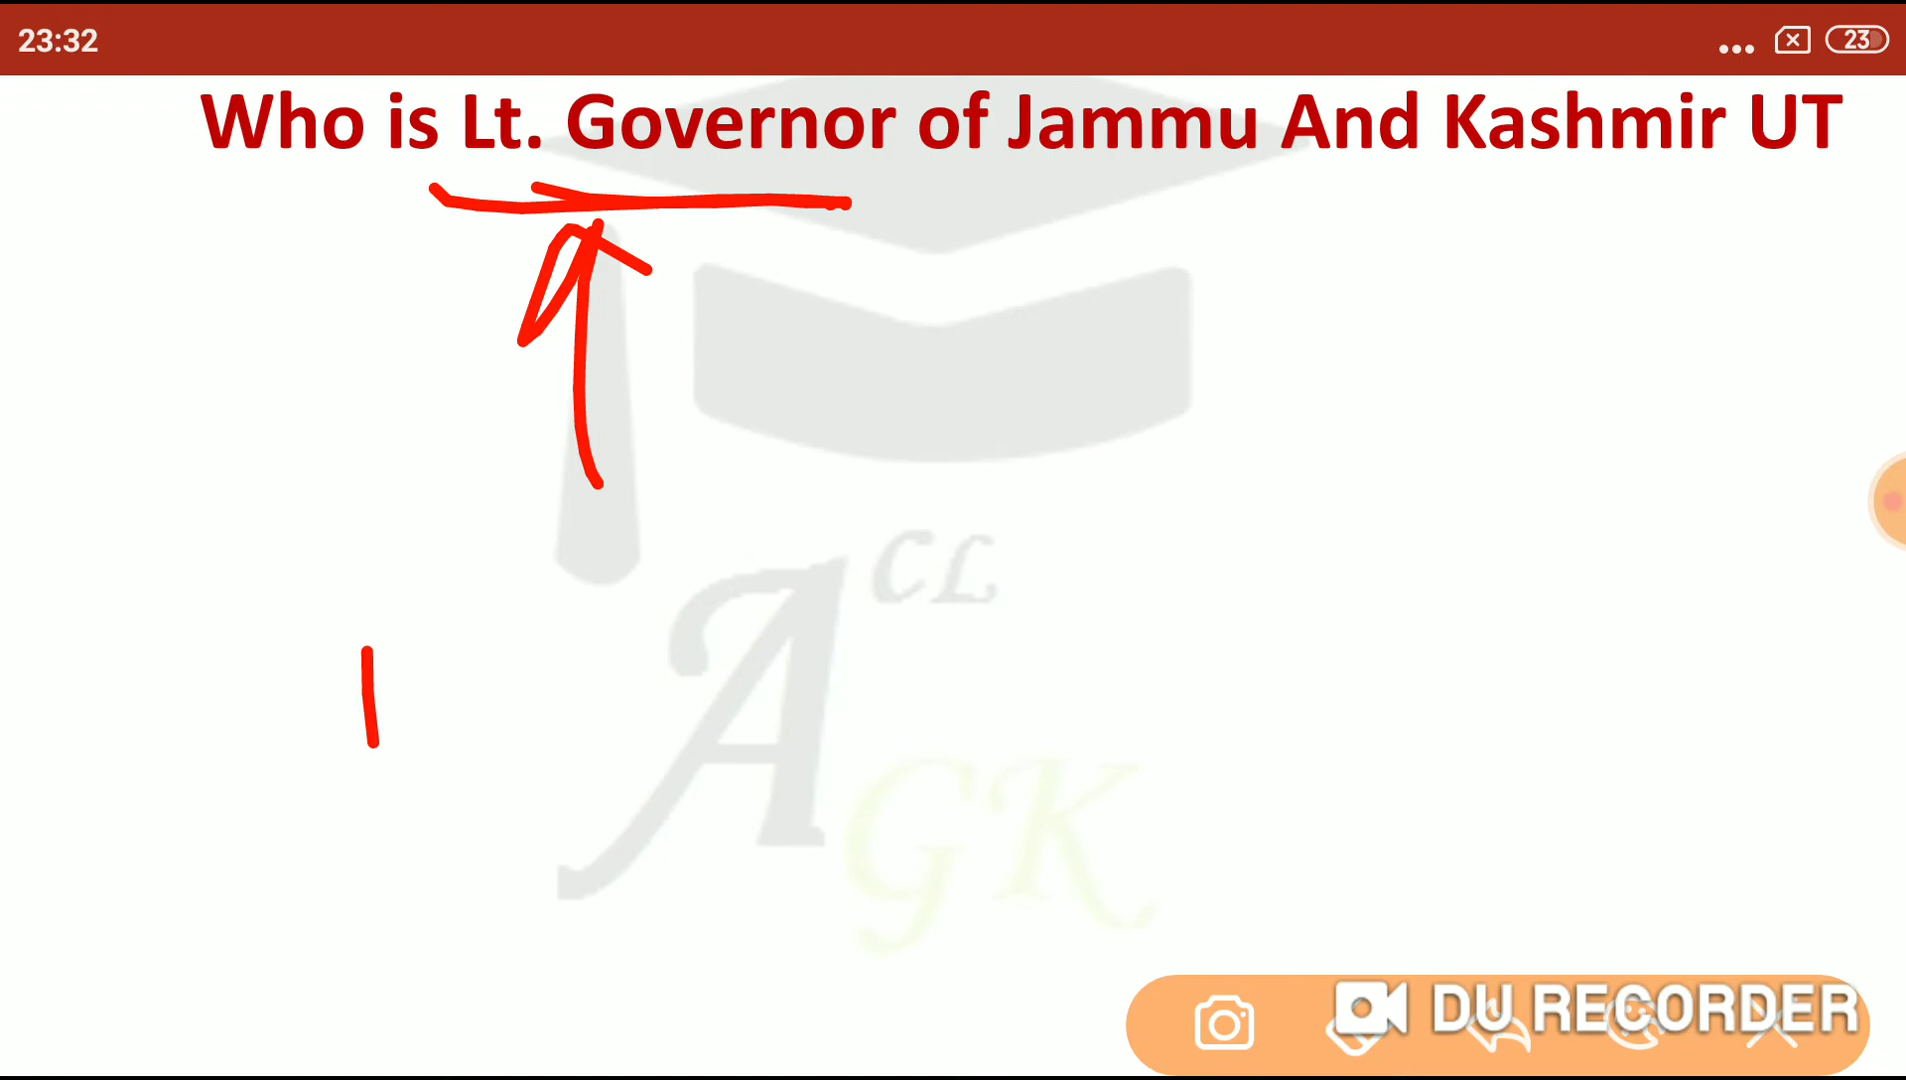 23:32
23
Who is Lt. Governor of Jammu And Kashmir UT
CL
A
GK
DU RECORDER